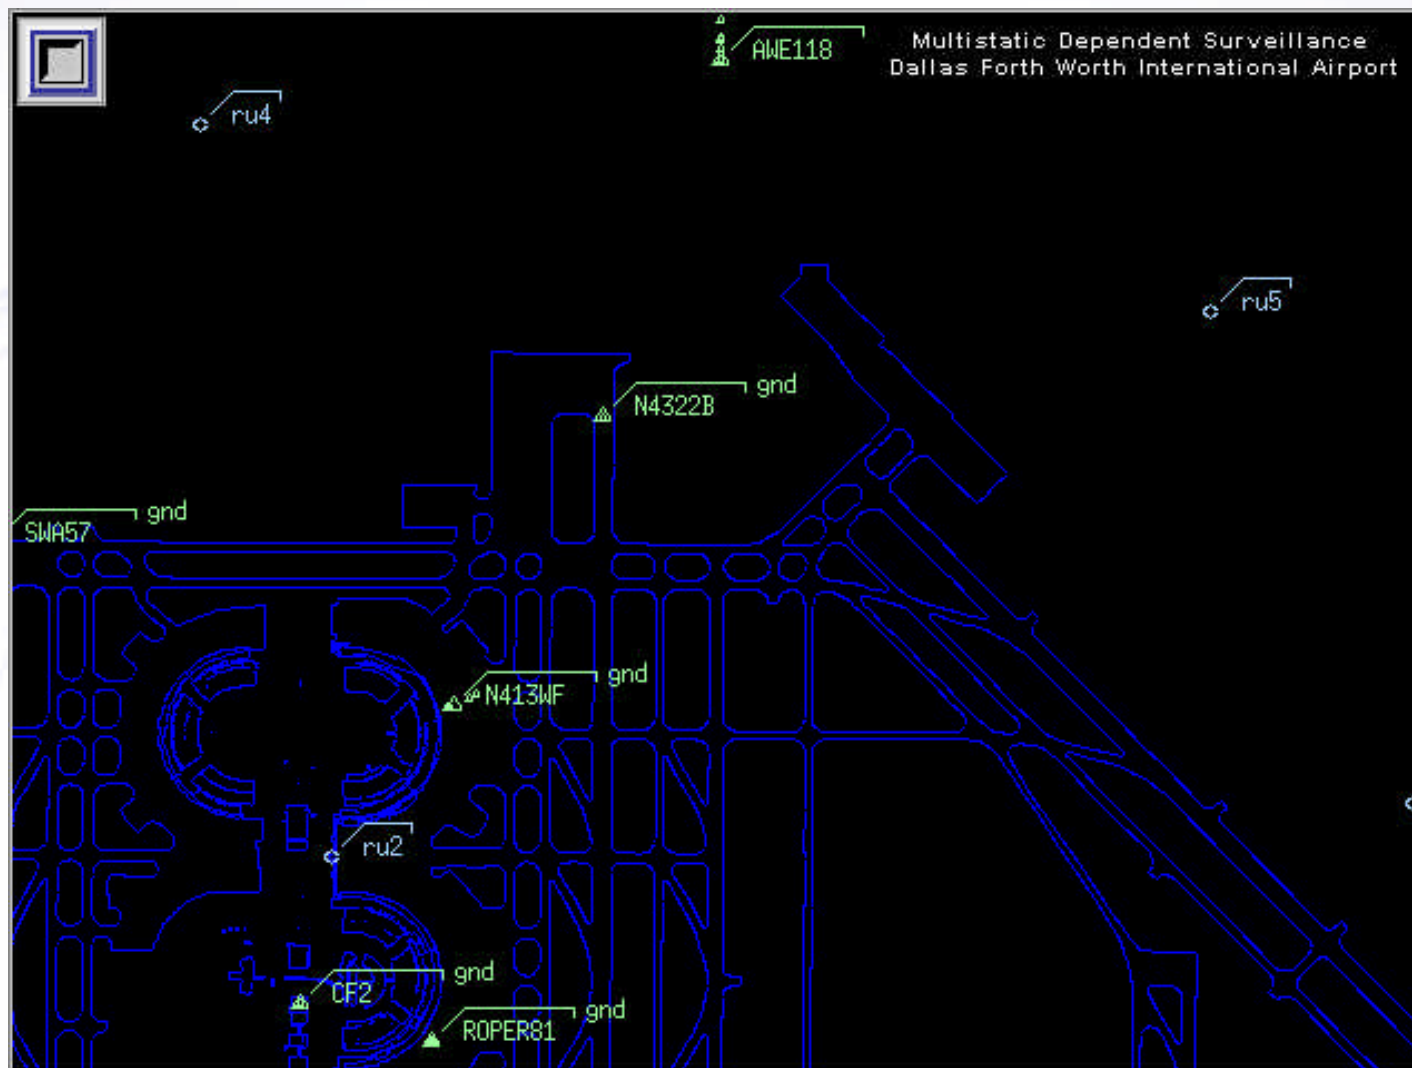 AWE118
Multistatic Dependent Surveillance
Dallas Forth Worth International Airport
ru4
ru5
gnd
N4322B
gnd
SWA57
gnd
N413WF
ru2
gnd
CF2
gnd
ROPER81